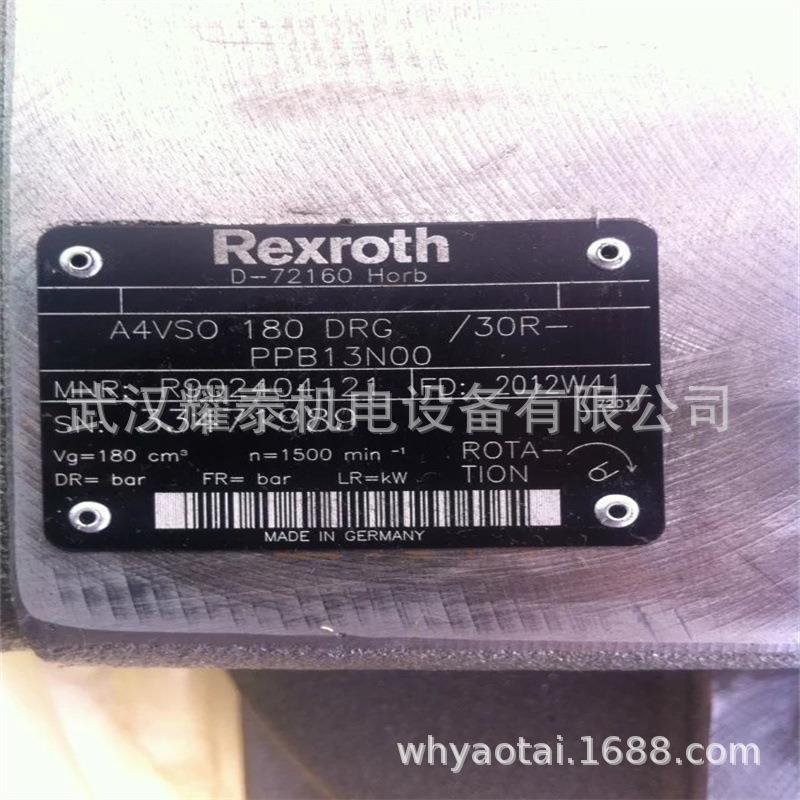 Rexroth
D-72160 Horb
A4VSO 180 DRG /30R-
PPB13N00
MNR: R902404121 FD: 2012W41
武汉耀泰机电设备有限公司
SN:
Vg=180 cm³ n=1500 min⁻¹ ROTA-
DR= bar FR= bar LR=kW TION
MADE IN GERMANY
whyaotai.1688.com